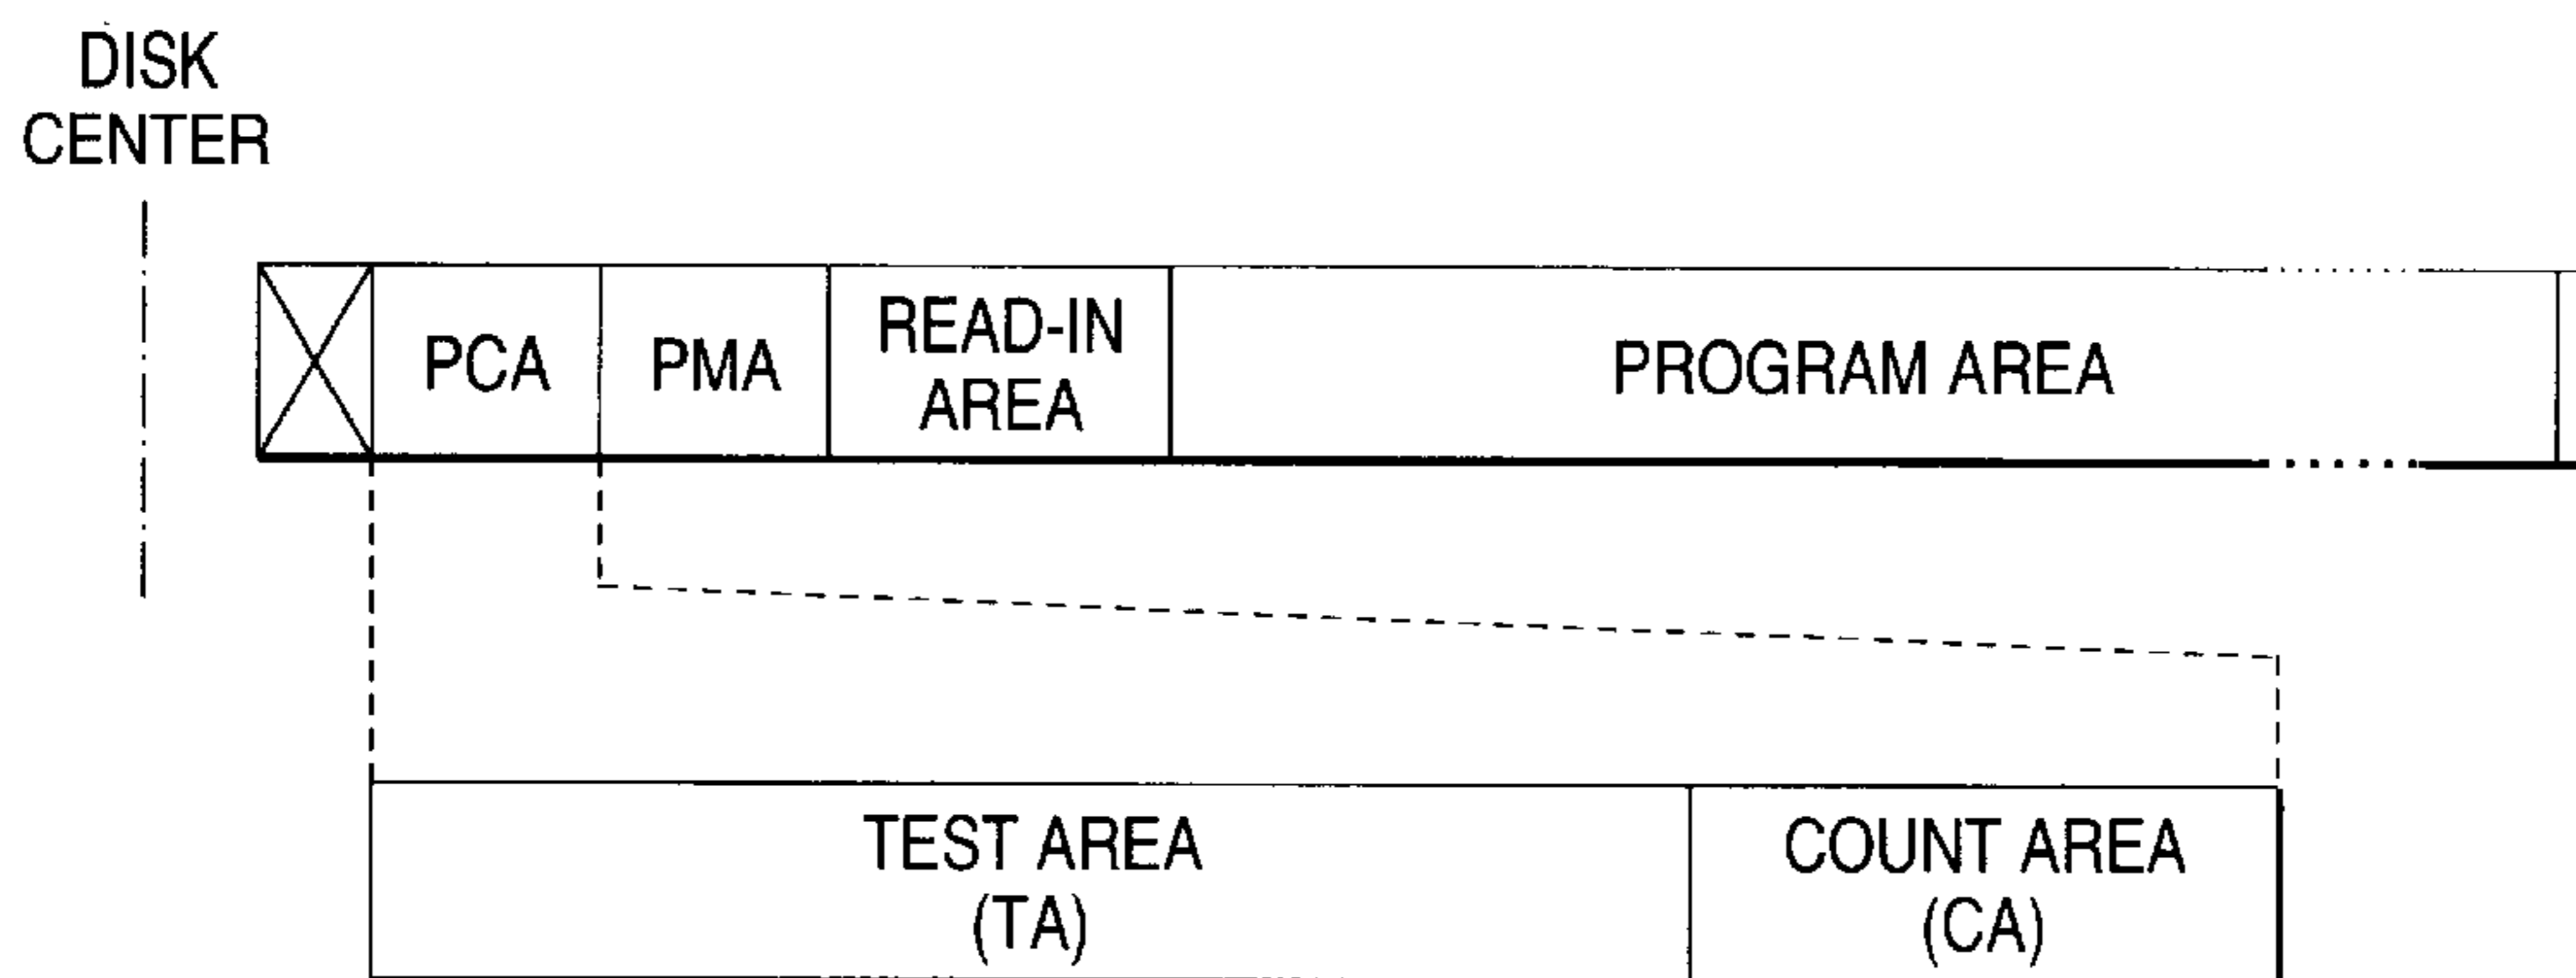 DISK
CENTER
PCA
PMA
READ-IN
AREA
PROGRAM AREA
TEST AREA
(TA)
COUNT AREA
(CA)